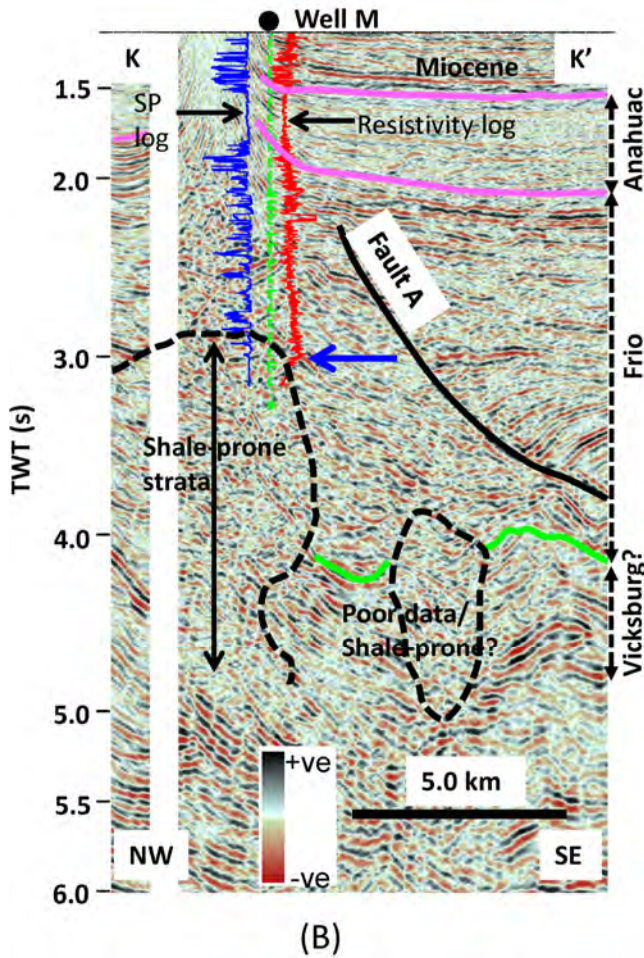 Well M
K
K’
Miocene
1.5
SP
log
Resistivity log
Anahuac
2.0
Fault A
Frio
3.0
TWT (s)
Shale-prone
strata
4.0
Vicksburg?
Poor data/
Shale-prone?
5.0
+ve
5.0 km
5.5
NW
-ve
SE
6.0
(B)